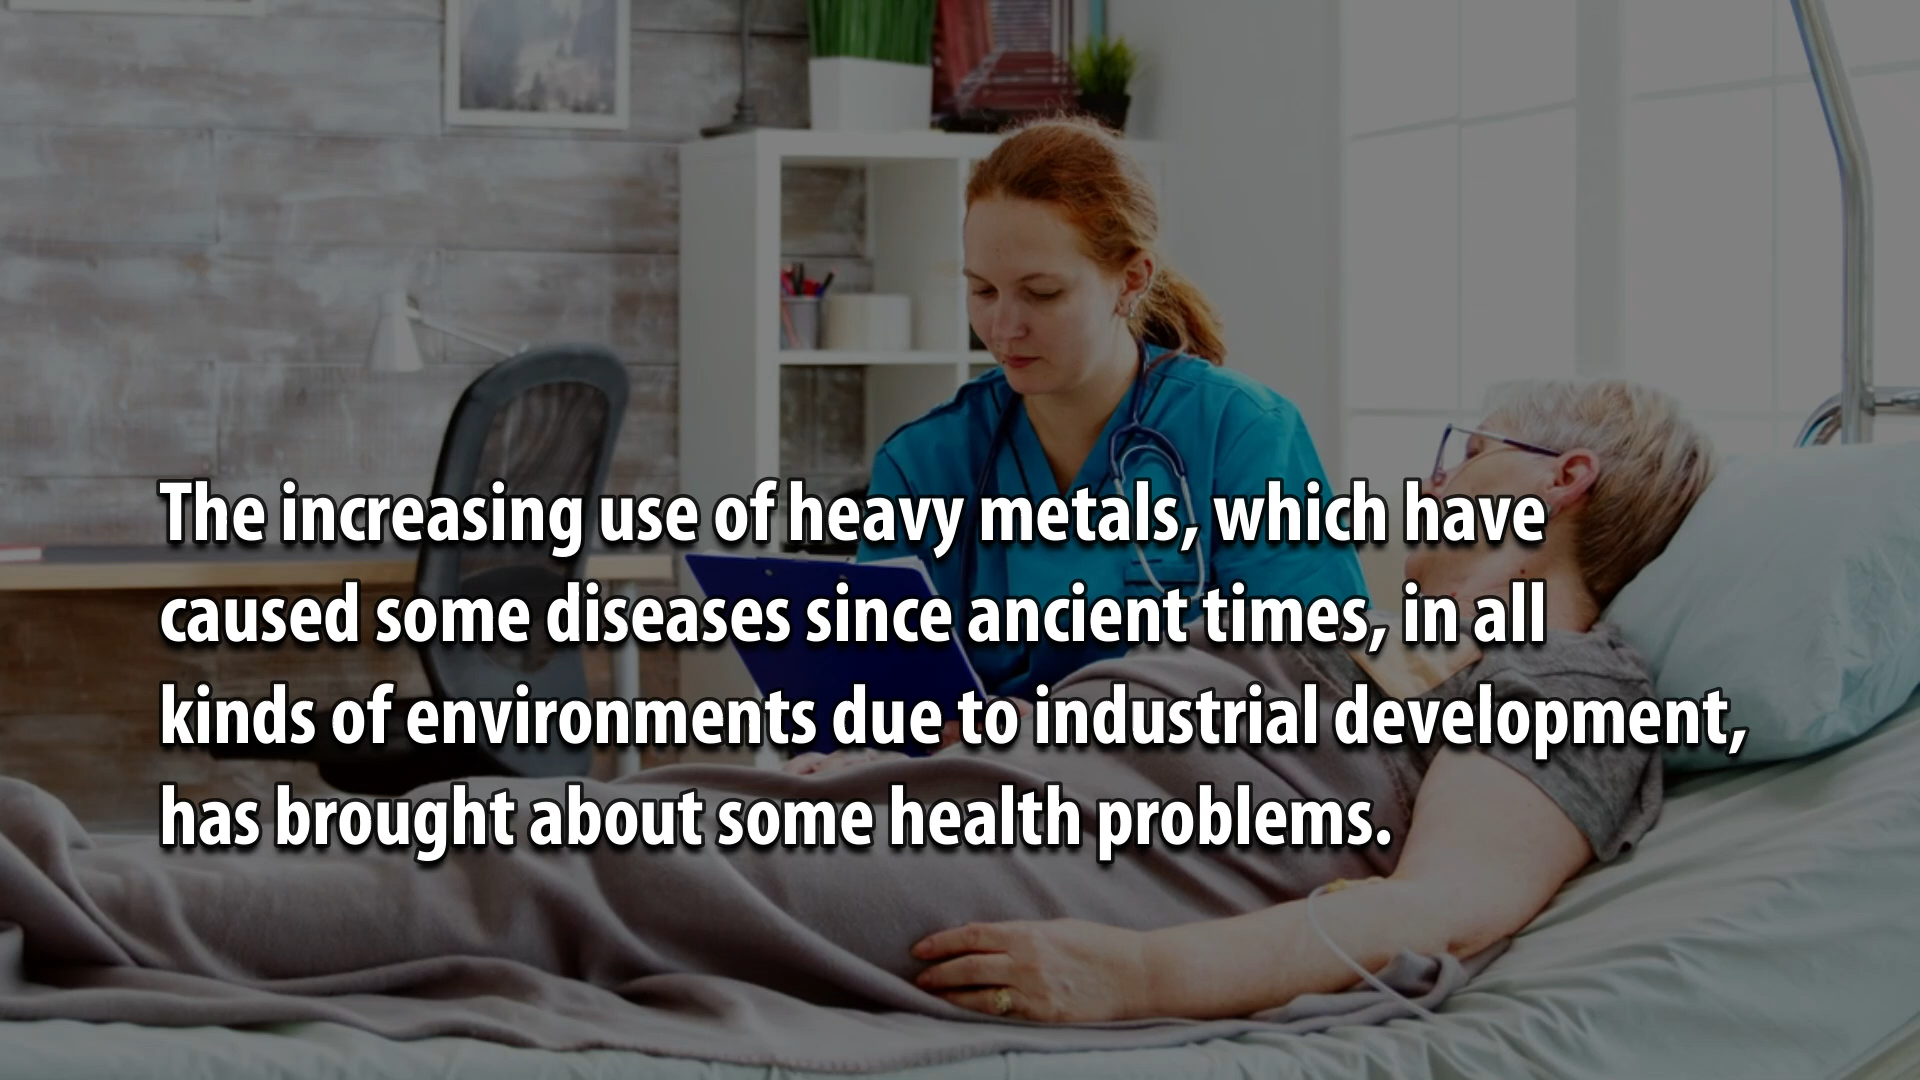 The increasing use of heavy metals, which have
caused some diseases since ancient times, in all
kinds of environments due to industrial development,
has brought about some health problems.